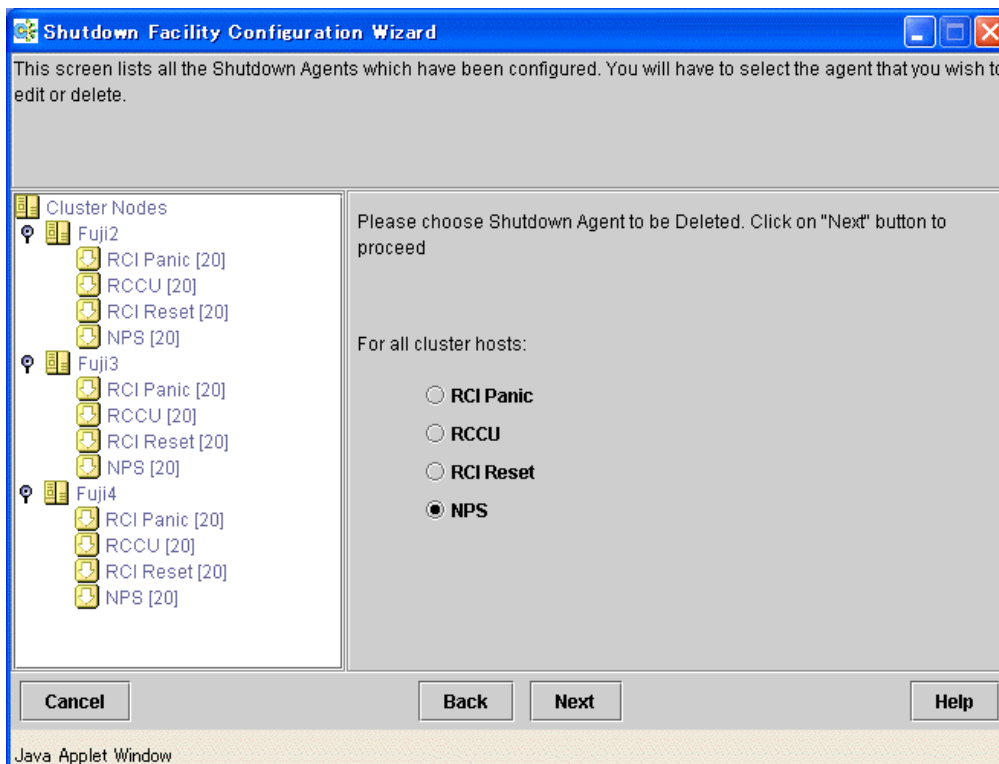 Shutdown Facility Configuration Wizard
This screen lists all the Shutdown Agents which have been configured. You will have to select the agent that you wish to
edit or delete.
Cluster Nodes
Fuji2
RCI Panic [20]
RCCU [20]
RCI Reset [20]
NPS [20]
Fuji3
RCI Panic [20]
RCCU [20]
RCI Reset [20]
NPS [20]
Fuji4
RCI Panic [20]
RCCU [20]
RCI Reset [20]
NPS [20]
Please choose Shutdown Agent to be Deleted. Click on "Next" button to
proceed
For all cluster hosts:
RCI Panic
RCCU
RCI Reset
NPS
Cancel
Back
Next
Help
Java Applet Window